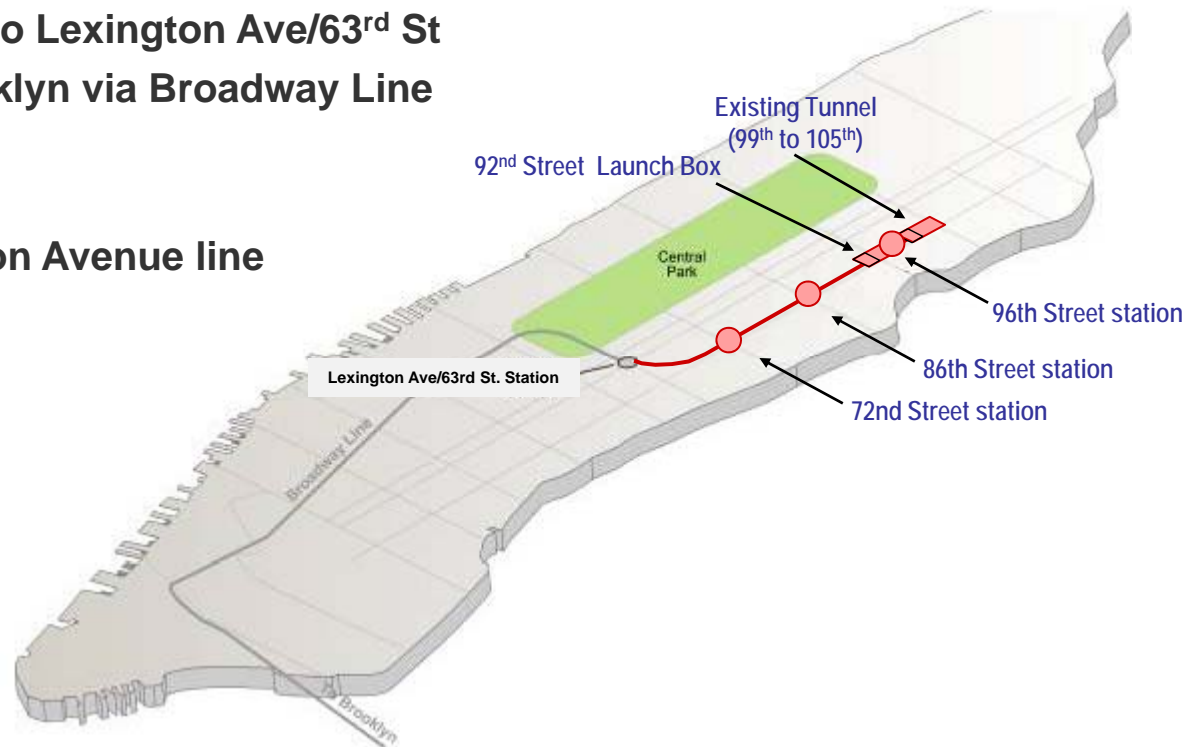 o Lexington Ave/63rd St
klyn via Broadway Line
on Avenue line
Existing Tunnel
(99th to 105th)
92nd Street Launch Box
Central
Park
96th Street station
86th Street station
72nd Street station
Lexington Ave/63rd St. Station
Broadway Line
To Brooklyn